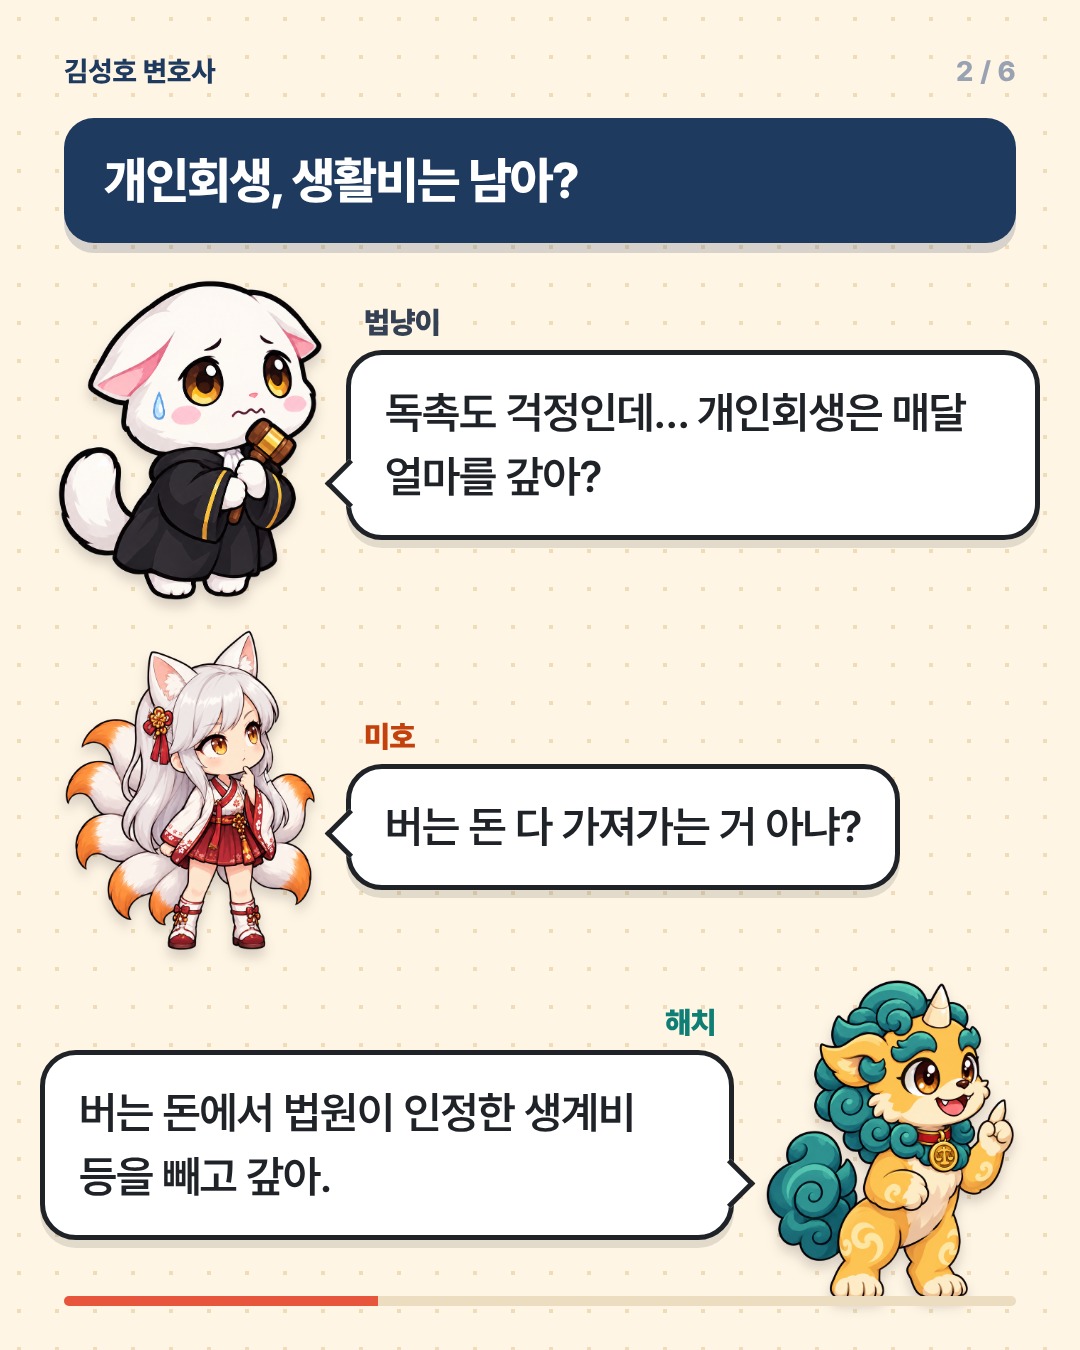 김성호 변호사
2 / 6
개인회생, 생활비는 남아?
법냥이
독촉도 걱정인데... 개인회생은 매달
얼마를 갚아?
미호
버는 돈 다 가져가는 거 아냐?
해치
버는 돈에서 법원이 인정한 생계비
등을 빼고 갚아.